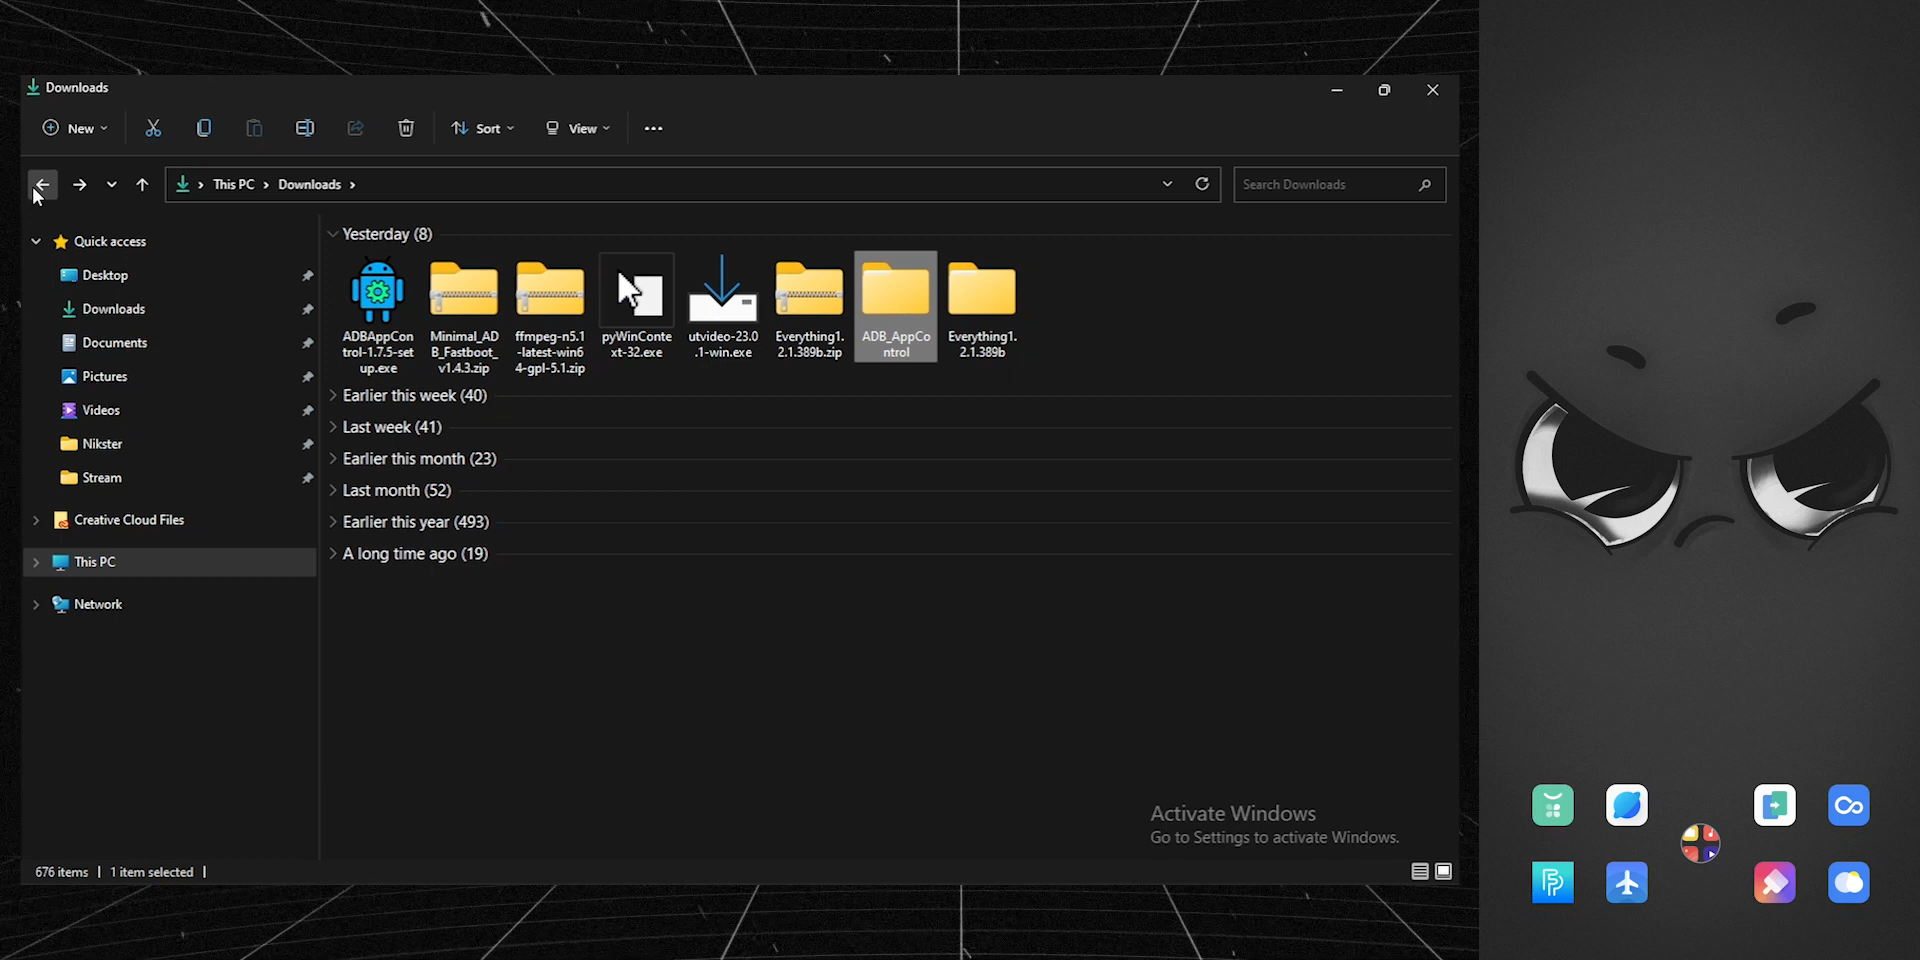 Downloads
New
Sort
View
This PC > Downloads >
Search Downloads
Quick access
Desktop
Downloads
Documents
Pictures
Videos
Nikster
Stream
Creative Cloud Files
This PC
Network
Yesterday (8)
ADBAppCon
trol-1.7.5-set
up.exe
Minimal_AD
B_Fastboot_
v1.4.3.zip
ffmpeg-n5.1
-latest-win6
4-gpl-5.1.zip
pyWinConte
xt-32.exe
utvideo-23.0
.1-win.exe
Everything1.
2.1.389b.zip
ADB_AppCo
ntrol
Everything1.
2.1.389b
Earlier this week (40)
Last week (41)
Earlier this month (23)
Last month (52)
Earlier this year (493)
A long time ago (19)
Activate Windows
Go to Settings to activate Windows.
676 items | 1 item selected |